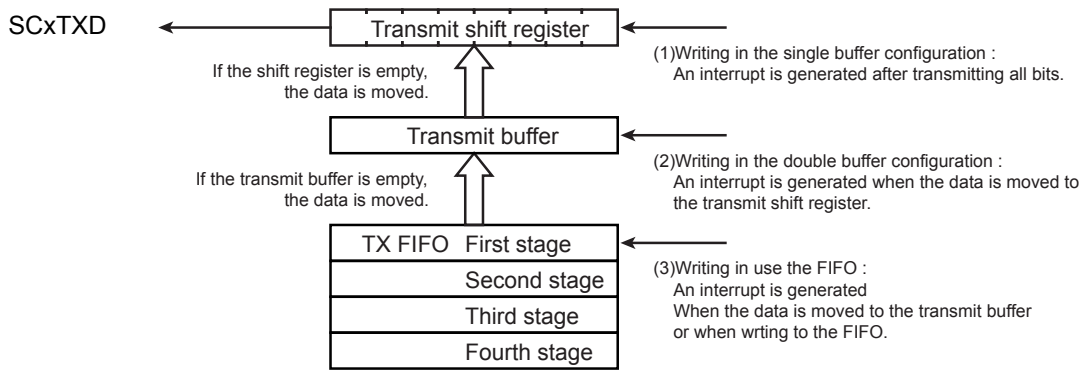 SCxTXD
Transmit shift register
(1)Writing in the single buffer configuration :
An interrupt is generated after transmitting all bits.
If the shift register is empty,
the data is moved.
Transmit buffer
(2)Writing in the double buffer configuration :
An interrupt is generated when the data is moved to
the transmit shift register.
If the transmit buffer is empty,
the data is moved.
TX FIFO First stage
Second stage
Third stage
Fourth stage
(3)Writing in use the FIFO :
An interrupt is generated
When the data is moved to the transmit buffer
or when wrting to the FIFO.